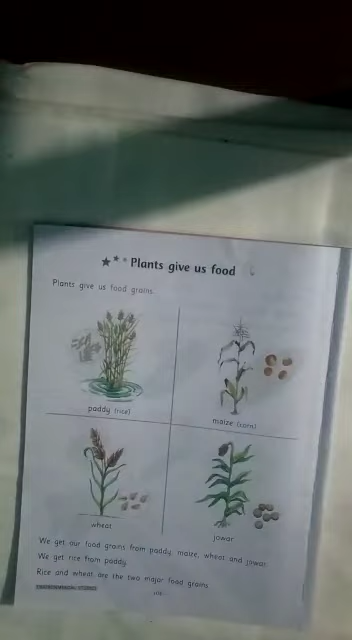 Plants give us food
Plants give us food grains.
paddy (rice)
maize (corn)
wheat
jowar
We get our food grains from paddy, maize, wheat and jowar.
We get rice from paddy.
Rice and wheat are the two major food grains.
ENVIRONMENTAL STUDIES